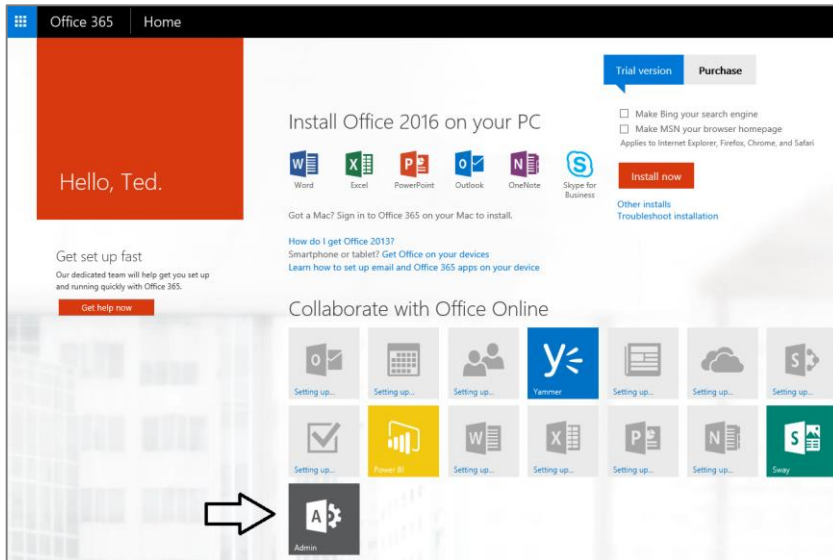 Office 365
Home
Hello, Ted.
Get set up fast
Our dedicated team will help get you set up
and running quickly with Office 365.
Get help now
Install Office 2016 on your PC
Word
Excel
PowerPoint
Outlook
OneNote
Skype for
Business
Got a Mac? Sign in to Office 365 on your Mac to install.
How do I get Office 2013?
Smartphone or tablet? Get Office on your devices
Learn how to set up email and Office 365 apps on your device
Trial version
Purchase
Make Bing your search engine
Make MSN your browser homepage
Applies to Internet Explorer, Firefox, Chrome, and Safari
Install now
Other installs
Troubleshoot installation
Collaborate with Office Online
Setting up...
Setting up...
Setting up...
Yammer
Setting up...
Setting up...
Setting up...
Setting up...
Power BI
Setting up...
Setting up...
Setting up...
Setting up...
Sway
Admin